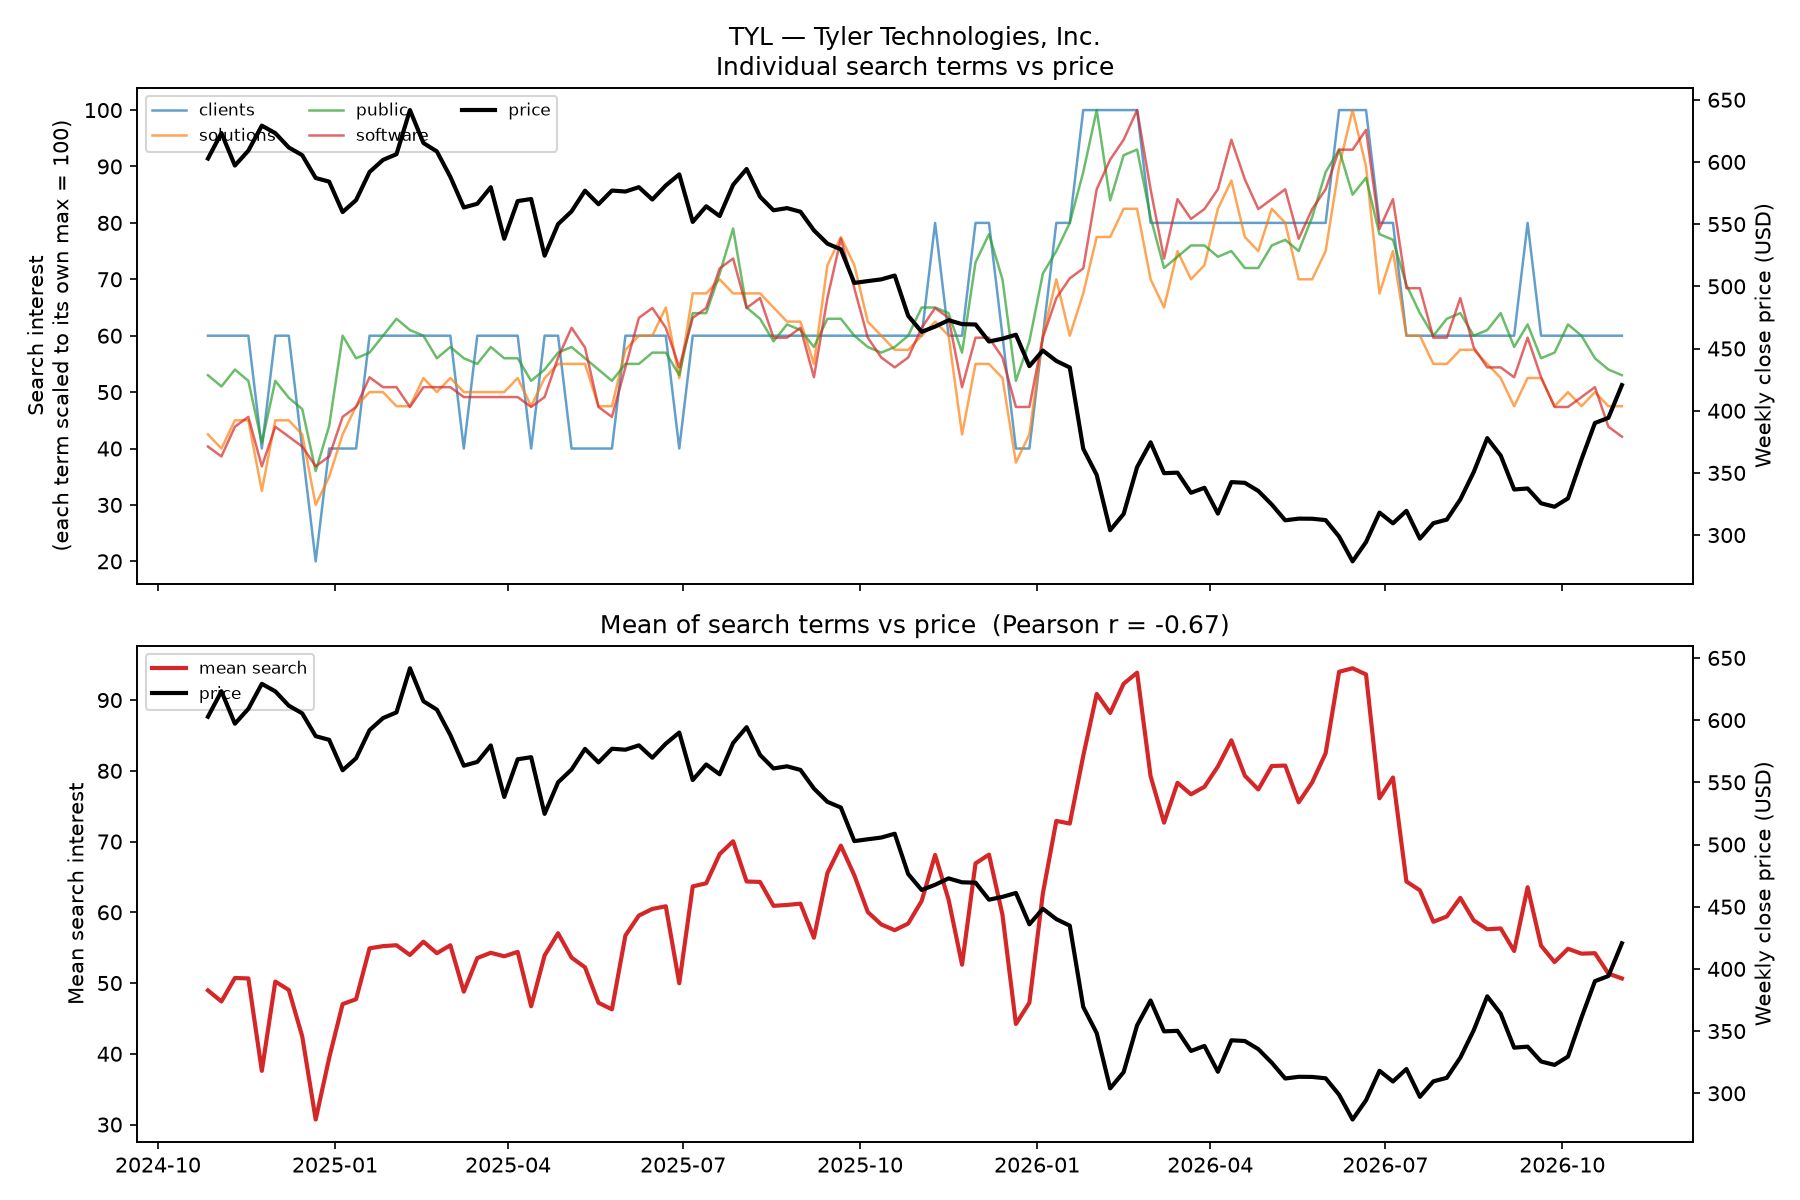 TYL — Tyler Technologies, Inc.
Individual search terms vs price
clients
solutions
public
software
price
Search interest
(each term scaled to its own max = 100)
100
90
80
70
60
50
40
30
20
650
600
550
500
450
400
350
300
Weekly close price (USD)
Mean of search terms vs price (Pearson r = -0.67)
mean search
price
Mean search interest
90
80
70
60
50
40
30
650
600
550
500
450
400
350
300
Weekly close price (USD)
2024-10
2025-01
2025-04
2025-07
2025-10
2026-01
2026-04
2026-07
2026-10